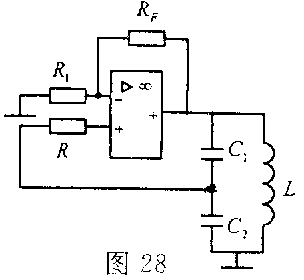 R_F
R_1
▷ ∞
-
+
+
R
C_1
L
C_2
图 28